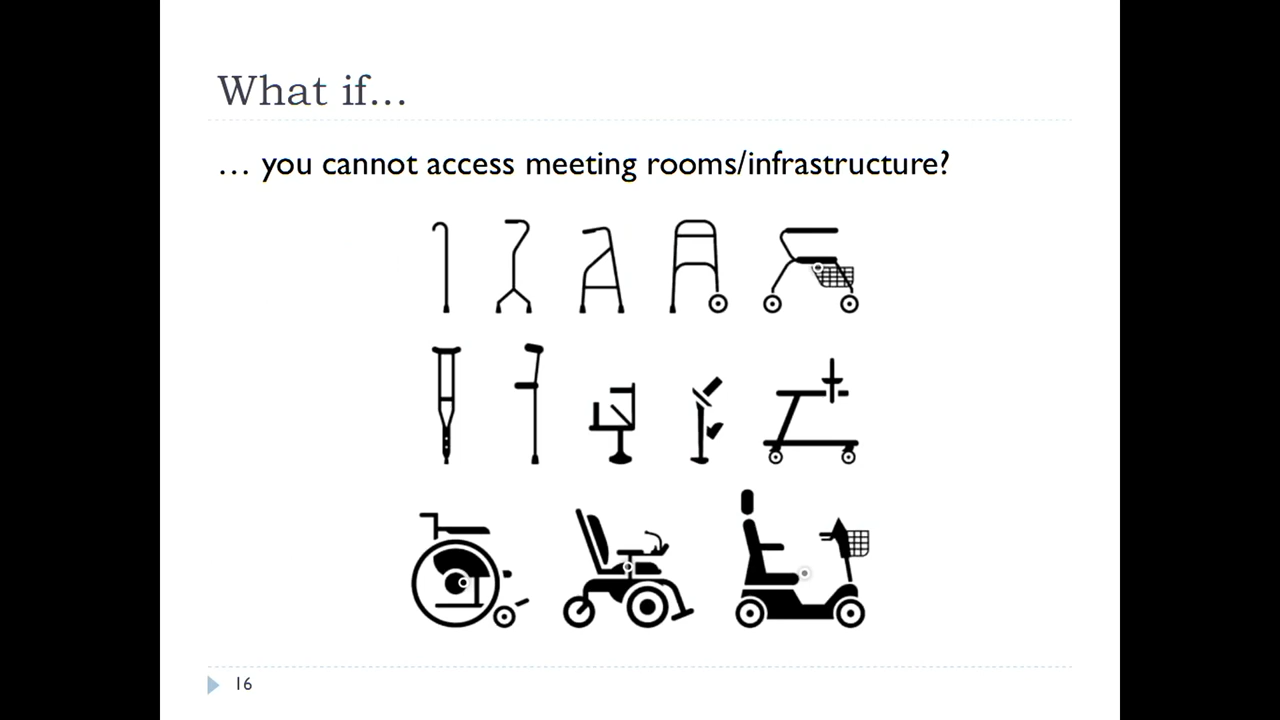 What if…
… you cannot access meeting rooms/infrastructure?
16